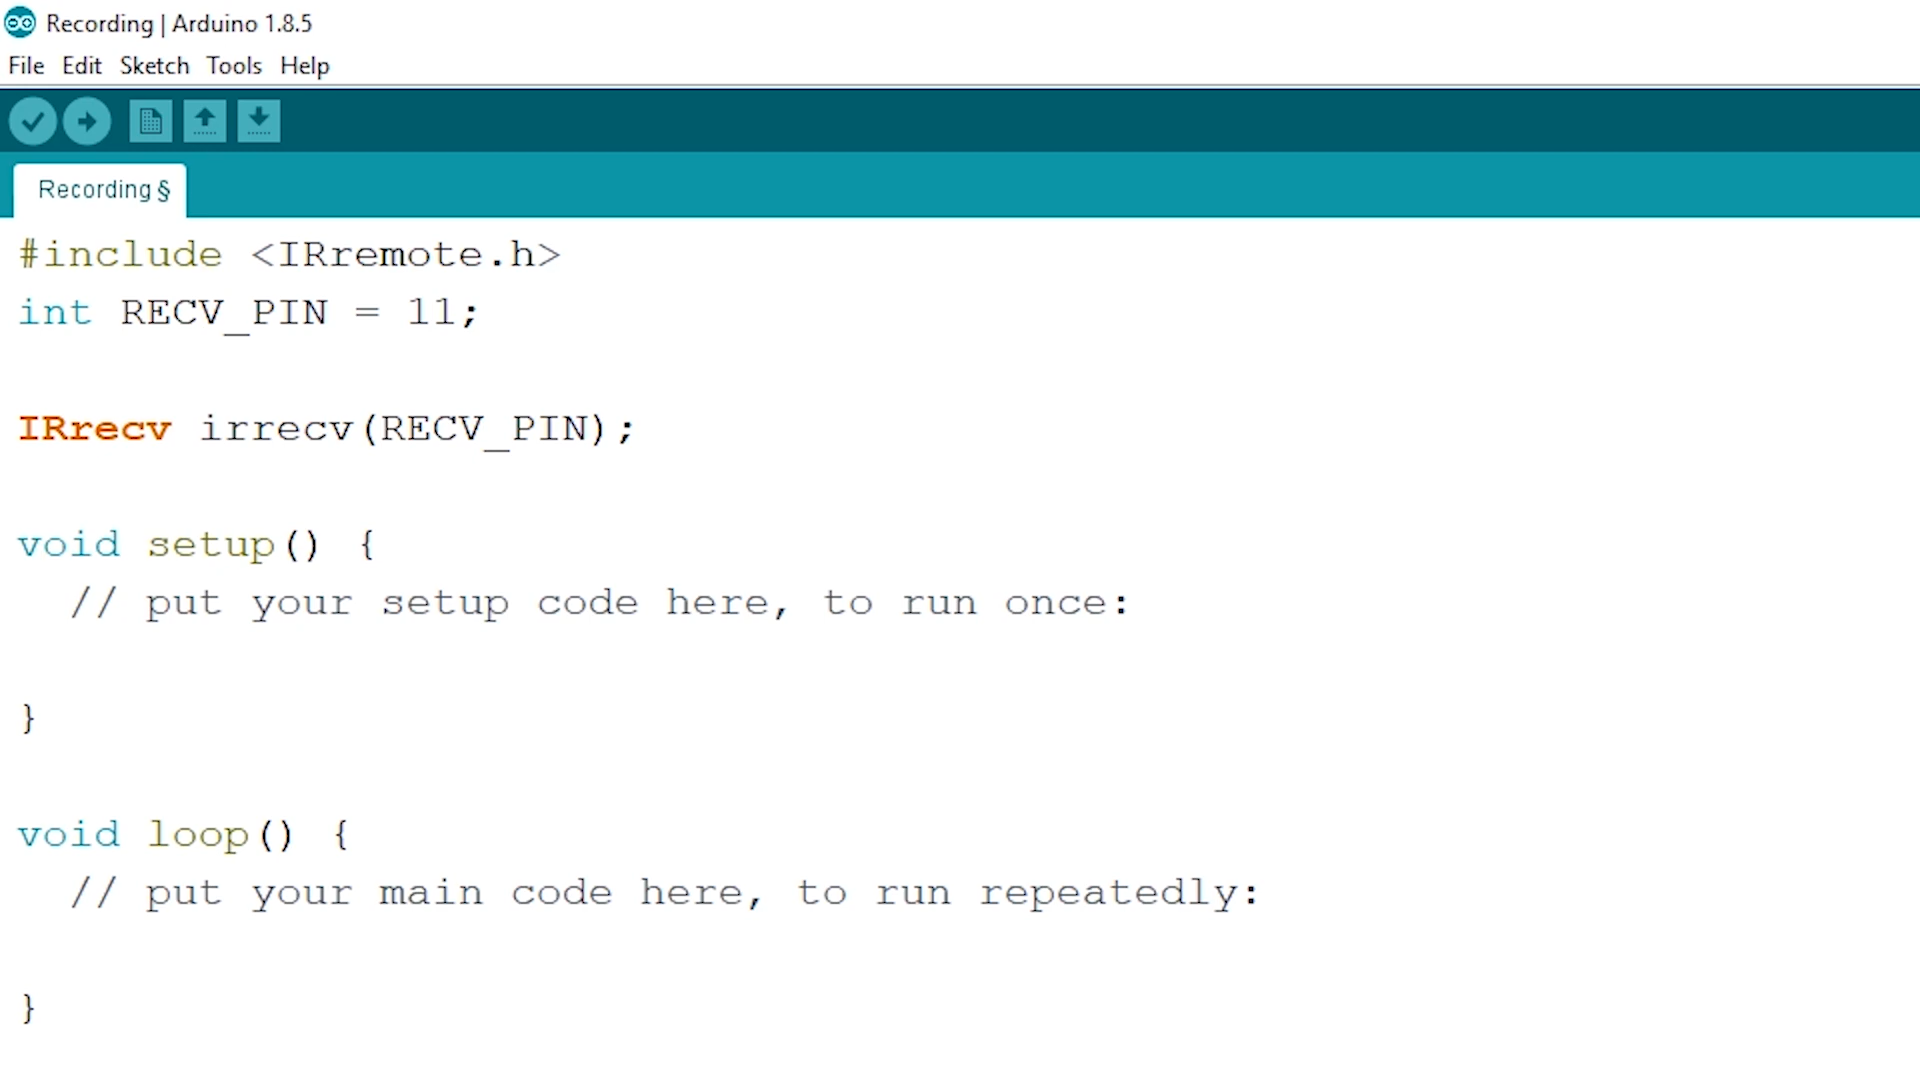 Recording | Arduino 1.8.5
File Edit Sketch Tools Help
Recording §
#include <IRremote.h>
int RECV_PIN = 11;
IRrecv irrecv(RECV_PIN);
void setup() {
  // put your setup code here, to run once:
}
void loop() {
  // put your main code here, to run repeatedly:
}